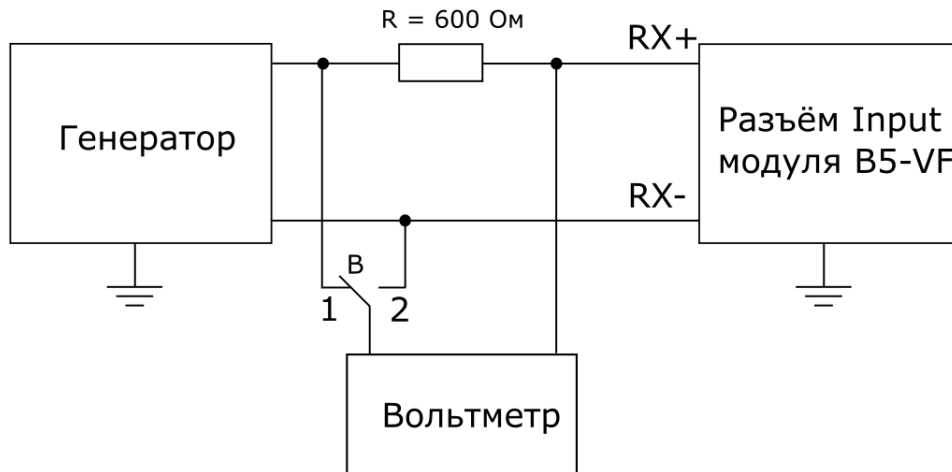 R = 600 Ом
RX+
Генератор
Разъём Input
модуля B5-VF
RX-
В
1
2
Вольтметр